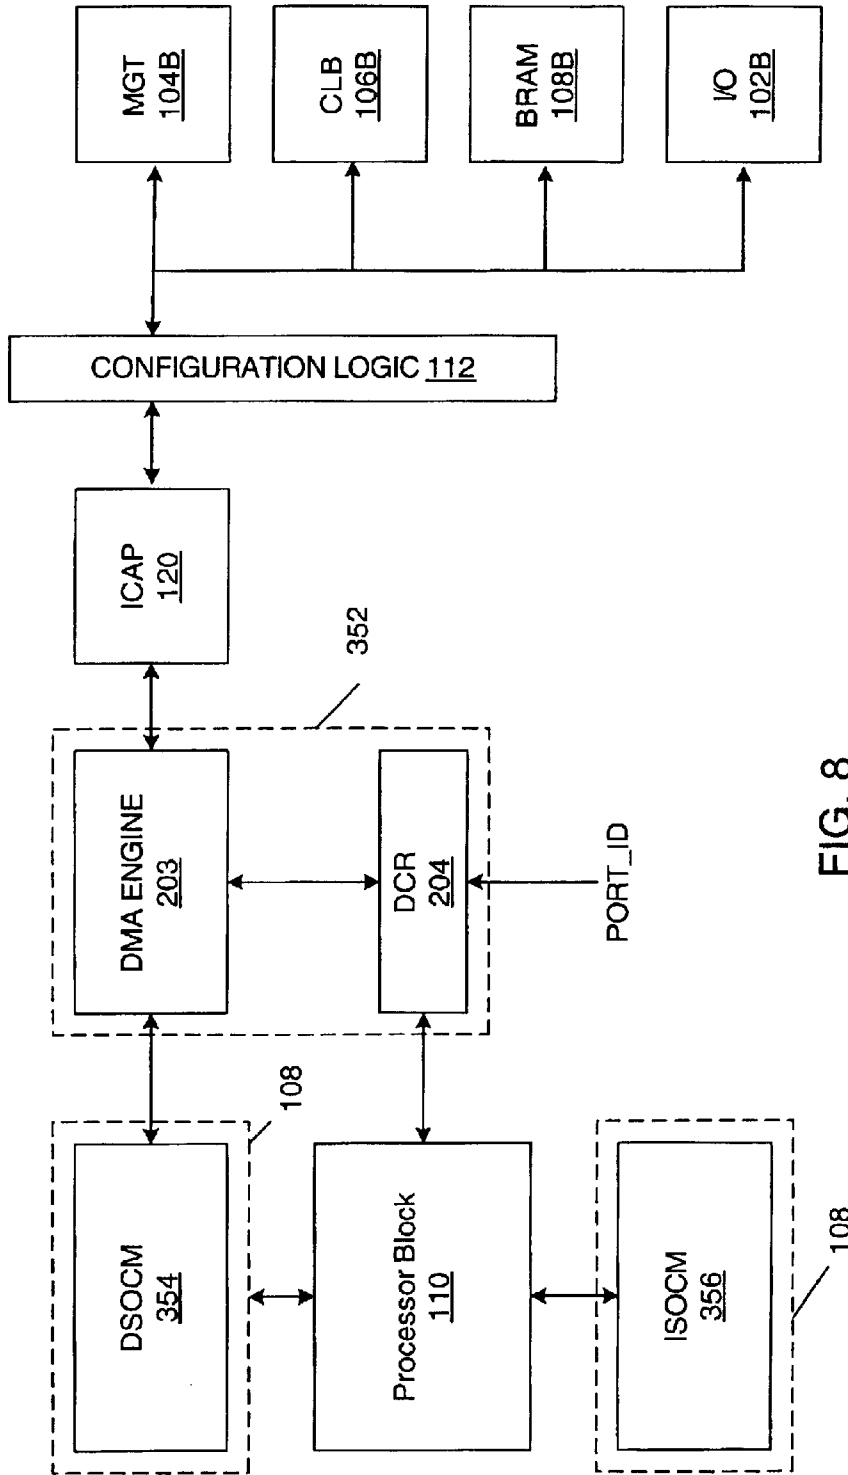 DSOCM
354
108
Processor Block
110
ISOCM
356
108
DMA ENGINE
203
DCR
204
PORT_ID
352
ICAP
120
CONFIGURATION LOGIC 112
MGT
104B
CLB
106B
BRAM
108B
I/O
102B
FIG. 8